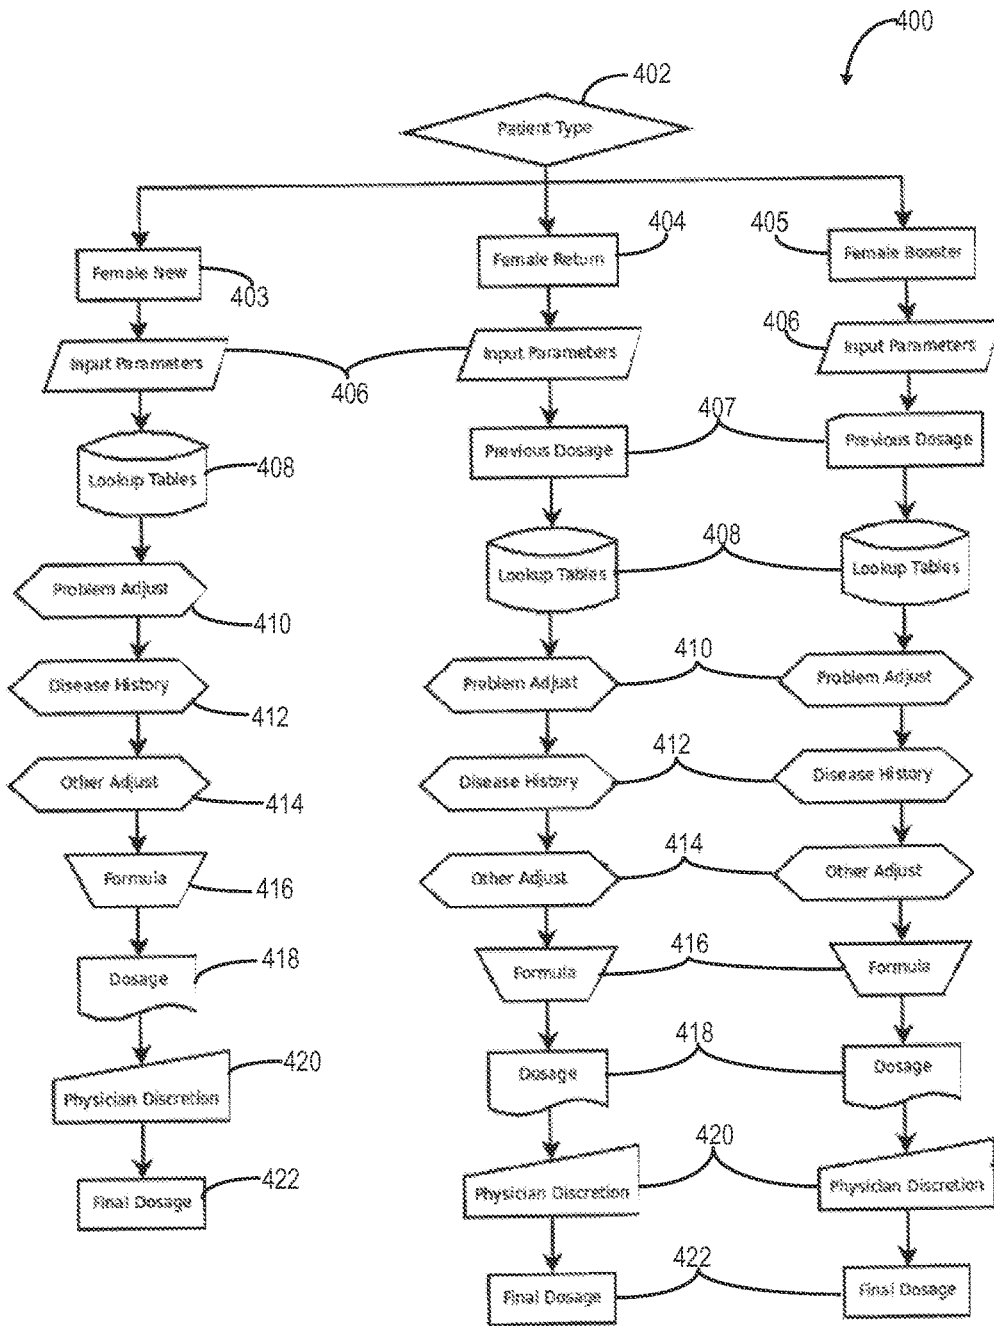 400
402
Patient Type
404
405
Female New
Female Return
Female Booster
403
406
Input Parameters
Input Parameters
Input Parameters
406
407
Previous Dosage
Previous Dosage
408
Lookup Tables
408
Lookup Tables
Lookup Tables
Problem Adjust
410
410
Problem Adjust
Problem Adjust
Disease History
412
412
Disease History
Disease History
Other Adjust
414
414
Other Adjust
Other Adjust
Formula
416
416
Formula
Formula
Dosage
418
418
Dosage
Dosage
Physician Discretion
420
420
Physician Discretion
Physician Discretion
Final Dosage
422
422
Final Dosage
Final Dosage